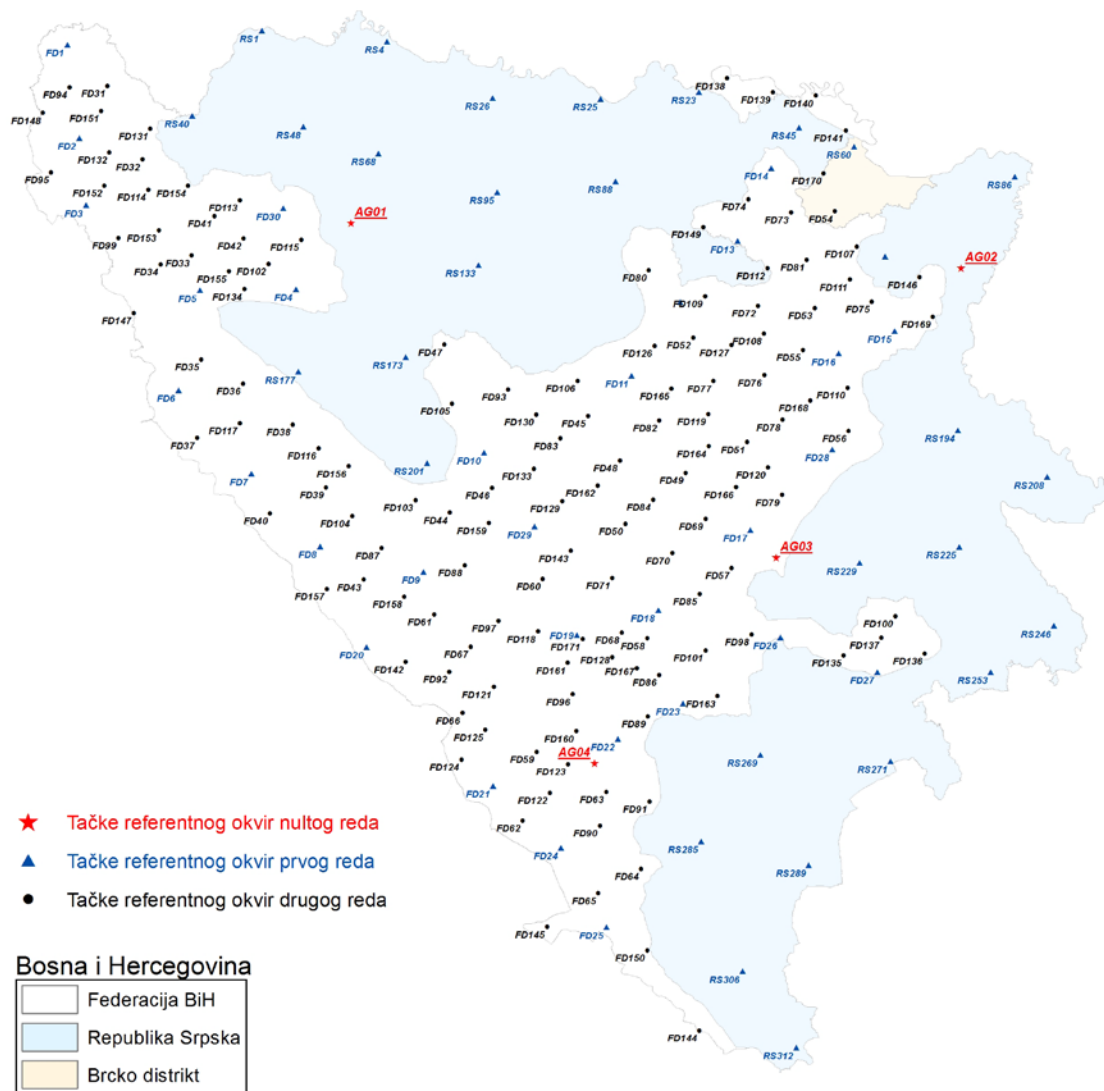 RS1
FD1
RS4
FD138
FD94
FD31
RS26
RS25
RS23
FD139
FD140
FD148
FD151
RS40
FD131
RS48
RS45
FD141
FD2
RS60
FD132
FD32
RS68
FD14
FD170
FD95
RS88
RS86
FD152
FD114
FD154
RS95
FD3
FD113
FD30
AG01
FD74
FD73
FD54
FD41
FD99
FD153
FD42
FD115
FD149
FD13
FD107
AG02
FD34
FD33
FD155
FD102
RS133
FD80
FD112
FD81
FD111
FD146
FD5
FD134
FD4
FD109
FD72
FD53
FD75
FD147
FD169
FD47
FD126
FD52
FD127
FD108
FD15
FD35
RS173
FD55
FD16
RS177
FD36
FD6
FD93
FD106
FD11
FD165
FD77
FD76
FD110
FD105
FD168
FD130
FD45
FD82
FD119
FD78
FD37
FD117
FD38
FD83
FD56
RS194
FD116
RS201
FD10
FD164
FD51
FD28
FD156
FD133
FD48
FD7
FD49
FD120
RS208
FD39
FD46
FD162
FD166
FD79
FD103
FD129
FD84
FD40
FD104
FD44
FD159
FD29
FD50
FD69
FD17
FD8
FD87
FD143
FD70
AG03
RS225
FD9
FD88
RS229
FD157
FD43
FD60
FD71
FD57
FD158
FD85
FD61
FD18
FD100
FD97
FD118
FD19
FD171
FD68
FD58
FD98
FD26
FD137
RS246
FD20
FD67
FD128
FD101
FD135
FD136
FD142
FD92
FD161
FD167
FD86
FD27
RS253
FD121
FD96
FD23
FD163
FD66
FD125
FD160
FD89
AG04
FD22
FD59
FD123
FD124
RS269
RS271
FD21
FD122
FD63
FD91
FD62
FD90
FD24
RS285
FD64
RS289
FD65
FD145
FD25
FD150
RS306
FD144
RS312
Tačke referentnog okvir nultog reda
Tačke referentnog okvir prvog reda
Tačke referentnog okvir drugog reda
Bosna i Hercegovina
Federacija BiH
Republika Srpska
Brcko distrikt